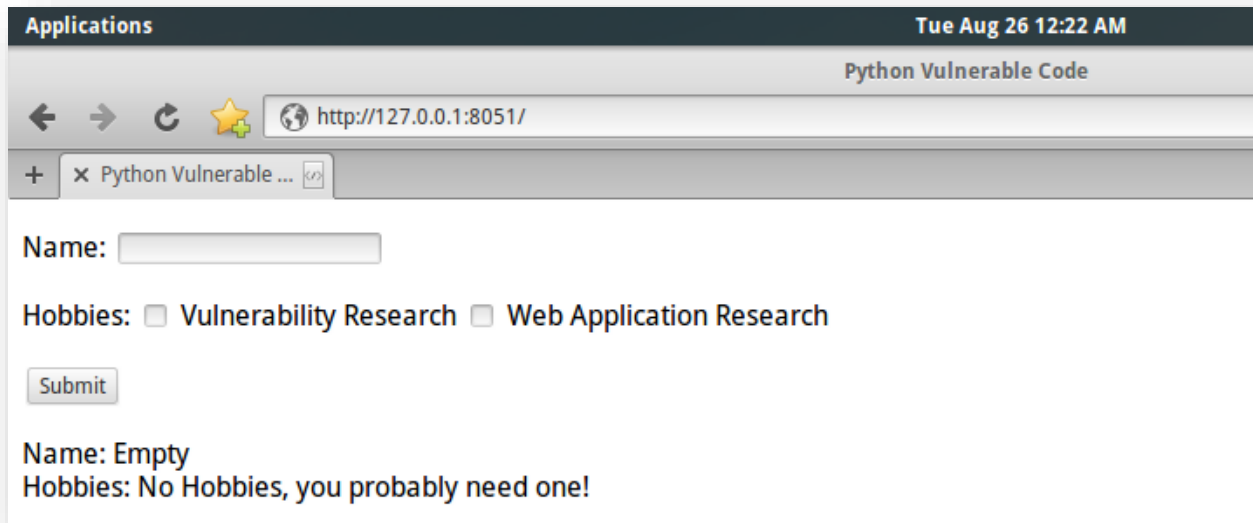 Applications Tue Aug 26 12:22 AM
Python Vulnerable Code
http://127.0.0.1:8051/
+ × Python Vulnerable ...
Name:
Hobbies: Vulnerability Research Web Application Research
Submit
Name: Empty
Hobbies: No Hobbies, you probably need one!